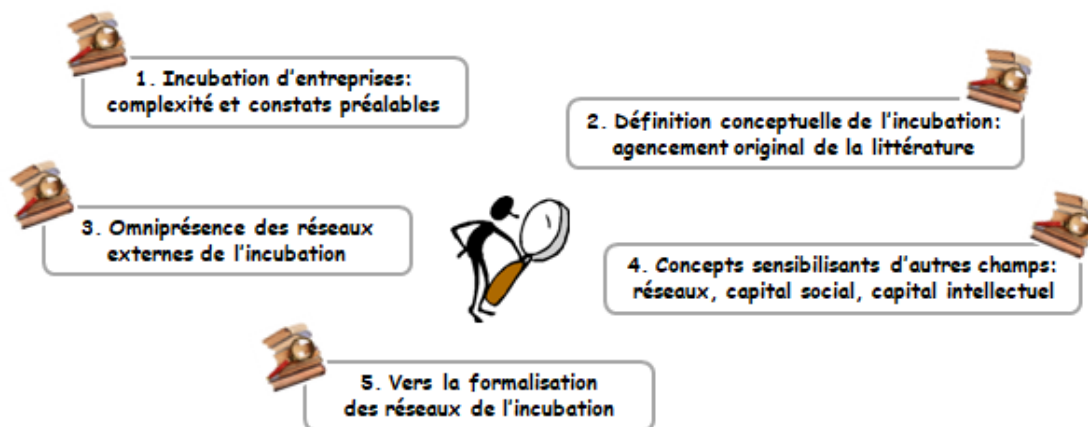 1. Incubation d'entreprises:
complexité et constats préalables
2. Définition conceptuelle de l'incubation:
agencement original de la littérature
3. Omniprésence des réseaux
externes de l'incubation
4. Concepts sensibilisants d'autres champs:
réseaux, capital social, capital intellectuel
5. Vers la formalisation
des réseaux de l'incubation